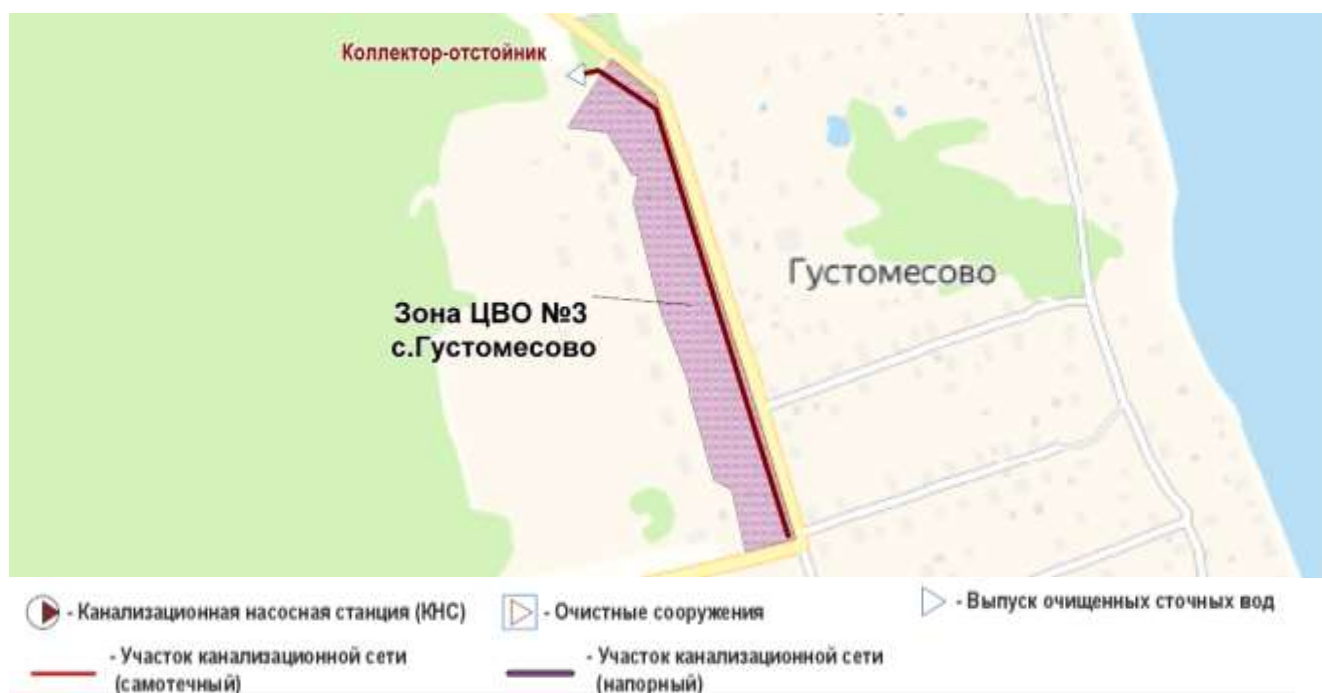 Коллектор-отстойник
Густомесово
Зона ЦВО №3
с.Густомесово
- Канализационная насосная станция (КНС)
- Очистные сооружения
- Выпуск очищенных сточных вод
- Участок канализационной сети
(самотечный)
- Участок канализационной сети
(напорный)